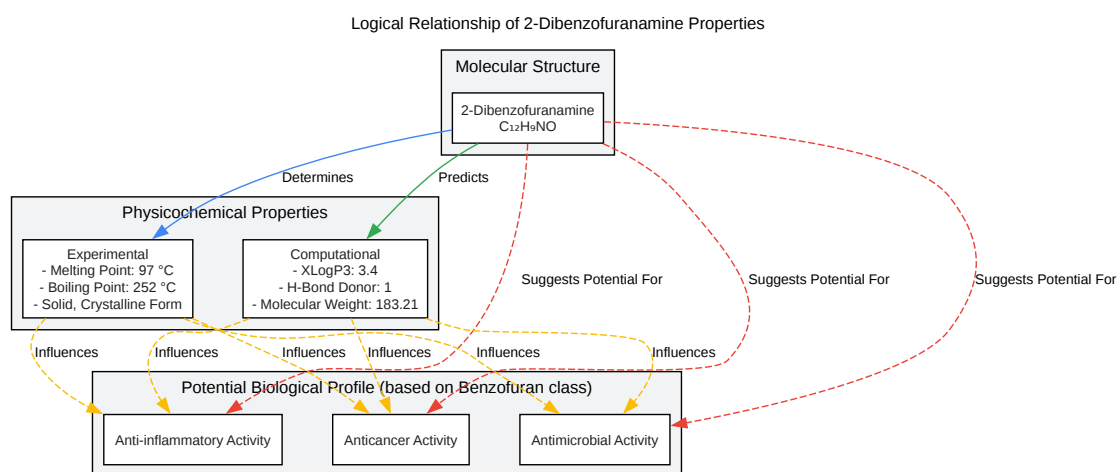 Logical Relationship of 2-Dibenzofuranamine Properties
Molecular Structure
2-Dibenzofuranamine
C₁₂H₉NO
Determines
Predicts
Physicochemical Properties
Experimental
- Melting Point: 97 °C
- Boiling Point: 252 °C
- Solid, Crystalline Form
Computational
- XLogP3: 3.4
- H-Bond Donor: 1
- Molecular Weight: 183.21
Suggests Potential For
Suggests Potential For
Suggests Potential For
Influences
Influences
Influences
Influences
Influences
Influences
Potential Biological Profile (based on Benzofuran class)
Anti-inflammatory Activity
Anticancer Activity
Antimicrobial Activity